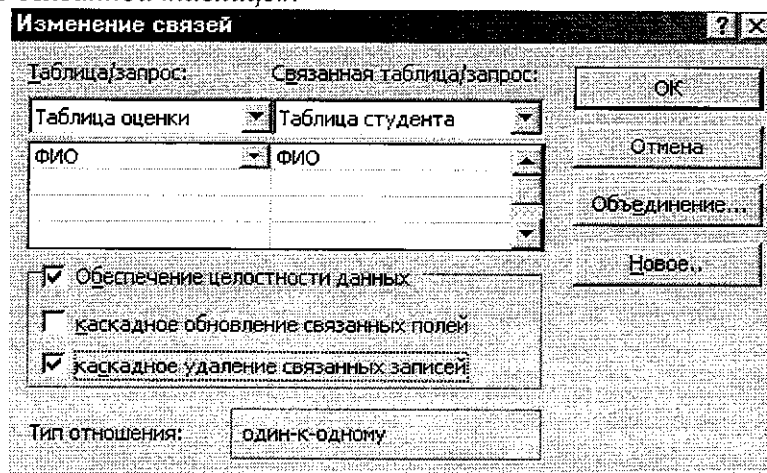 Изменение связей ? X
Таблица/запрос: Связанная таблица/запрос:
ОК
Таблица оценки Таблица студента
Отмена
ФИО ФИО
Объединение...
Новое..
Обеспечение целостности данных
каскадное обновление связанных полей
каскадное удаление связанных записей
Тип отношения: один-к-одному